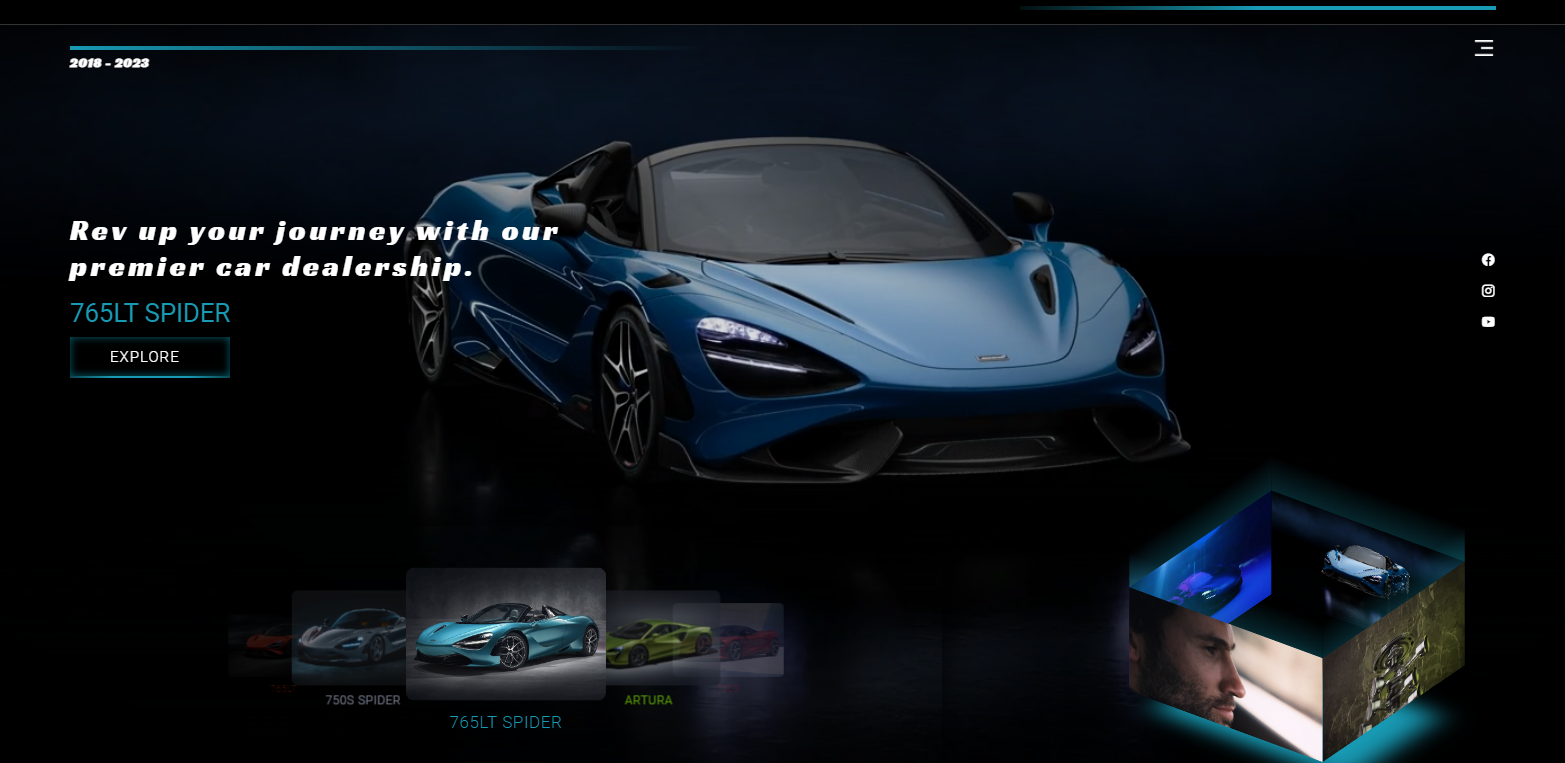 2018 - 2023
Rev up your journey with our
premier car dealership.
765LT SPIDER
EXPLORE
750S SPIDER
ARTURA
765LT SPIDER